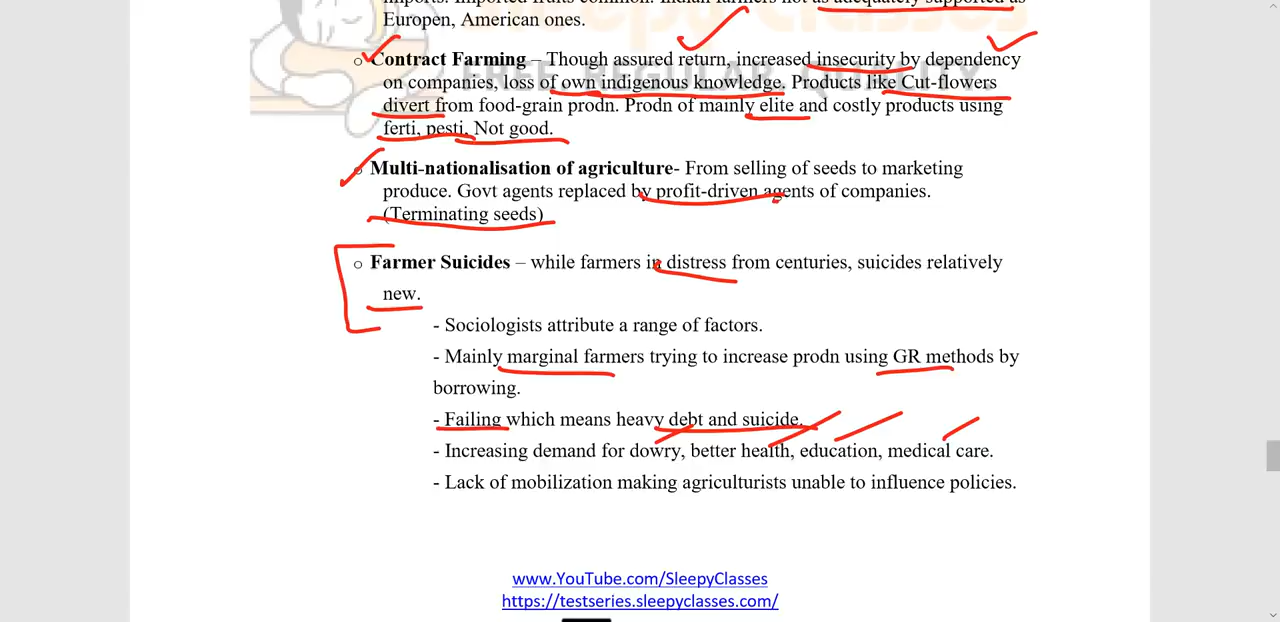 imports. Imported fruits common. Indian farmers not as adequately supported as
Europen, American ones.
o Contract Farming – Though assured return, increased insecurity by dependency
on companies, loss of own indigenous knowledge. Products like Cut-flowers
divert from food-grain prodn. Prodn of mainly elite and costly products using
ferti, pesti. Not good.
o Multi-nationalisation of agriculture- From selling of seeds to marketing
produce. Govt agents replaced by profit-driven agents of companies.
(Terminating seeds)
o Farmer Suicides – while farmers in distress from centuries, suicides relatively
new.
- Sociologists attribute a range of factors.
- Mainly marginal farmers trying to increase prodn using GR methods by
borrowing.
- Failing which means heavy debt and suicide.
- Increasing demand for dowry, better health, education, medical care.
- Lack of mobilization making agriculturists unable to influence policies.
www.YouTube.com/SleepyClasses
https://testseries.sleepyclasses.com/